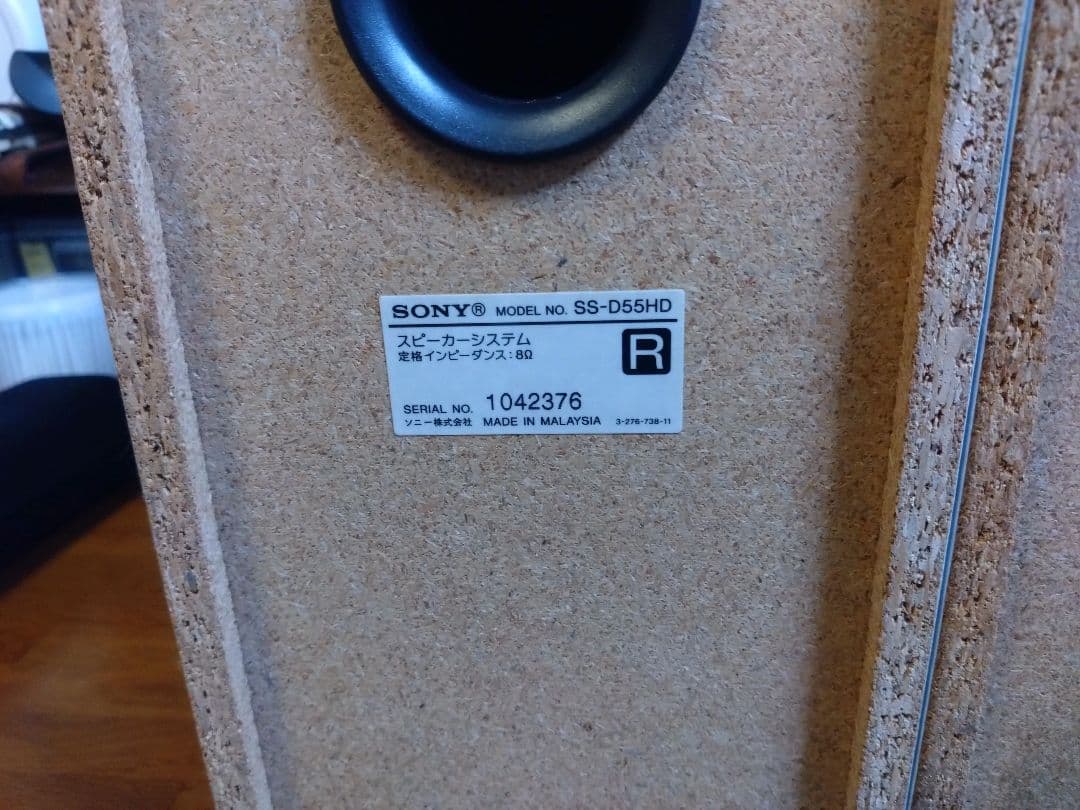 SONY® MODEL NO. SS-D55HD
スピーカーシステム
定格インピーダンス:8Ω
R
SERIAL NO. 1042376
ソニー株式会社 MADE IN MALAYSIA 3-276-738-11